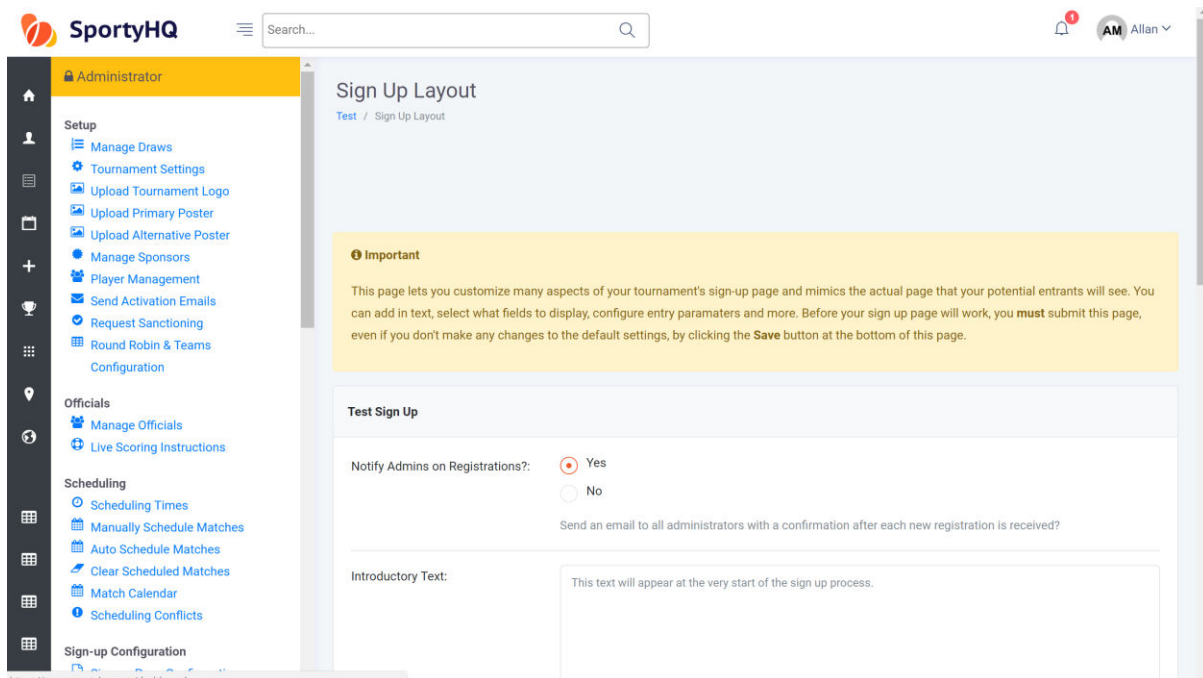 SportyHQ
Search...
1
AM Allan
Administrator
Setup
Manage Draws
Tournament Settings
Upload Tournament Logo
Upload Primary Poster
Upload Alternative Poster
Manage Sponsors
Player Management
Send Activation Emails
Request Sanctioning
Round Robin & Teams
Configuration
Officials
Manage Officials
Live Scoring Instructions
Scheduling
Scheduling Times
Manually Schedule Matches
Auto Schedule Matches
Clear Scheduled Matches
Match Calendar
Scheduling Conflicts
Sign-up Configuration
Sign Up Layout
Test / Sign Up Layout
Important
This page lets you customize many aspects of your tournament's sign-up page and mimics the actual page that your potential entrants will see. You
can add in text, select what fields to display, configure entry paramaters and more. Before your sign up page will work, you must submit this page,
even if you don't make any changes to the default settings, by clicking the Save button at the bottom of this page.
Test Sign Up
Notify Admins on Registrations?:
Yes
No
Send an email to all administrators with a confirmation after each new registration is received?
Introductory Text:
This text will appear at the very start of the sign up process.